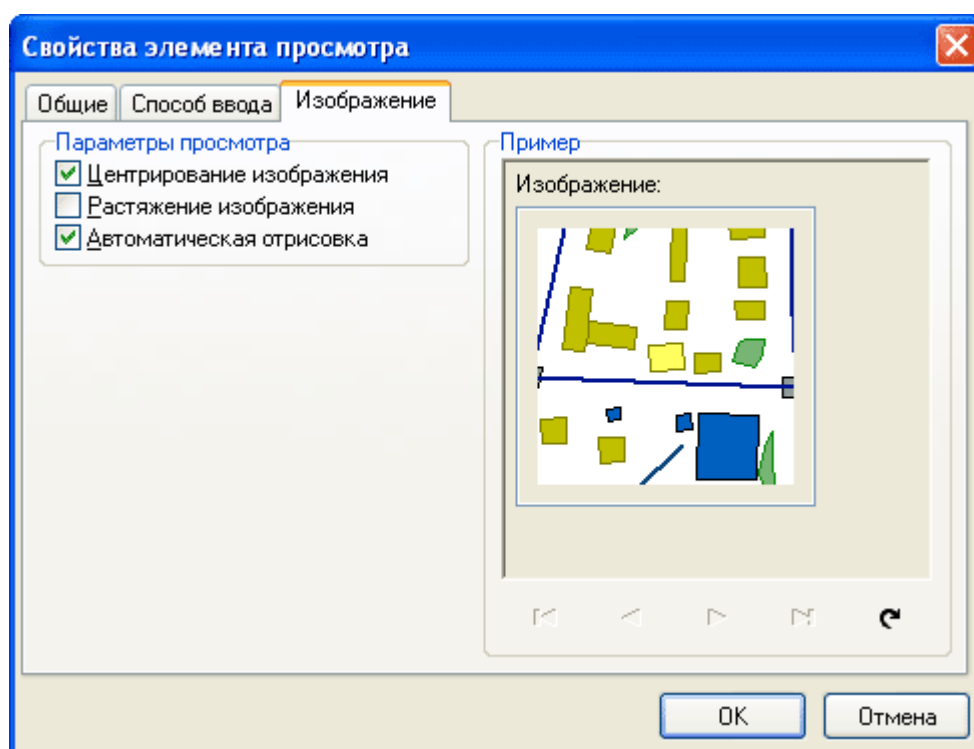 Свойства элемента просмотра
Общие Способ ввода Изображение
Параметры просмотра
Центрирование изображения
Растяжение изображения
Автоматическая отрисовка
Пример
Изображение:
OK Отмена